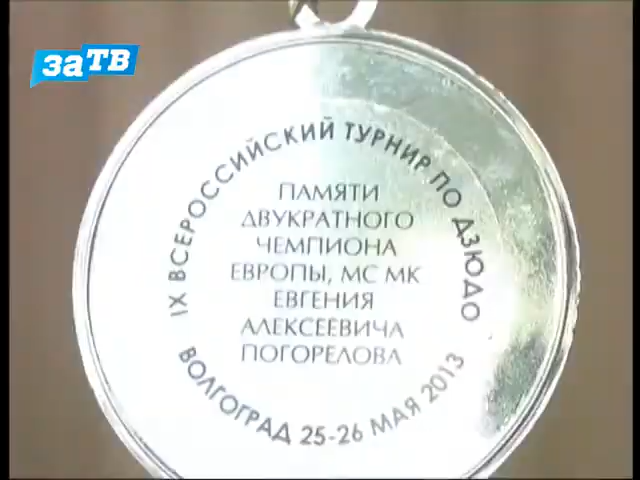 заТВ
IX ВСЕРОССИЙСКИЙ ТУРНИР ПО ДЗЮДО
ПАМЯТИ
ДВУКРАТНОГО
ЧЕМПИОНА
ЕВРОПЫ, МС МК
ЕВГЕНИЯ
АЛЕКСЕЕВИЧА
ПОГОРЕЛОВА
ВОЛГОГРАД 25-26 МАЯ 2013